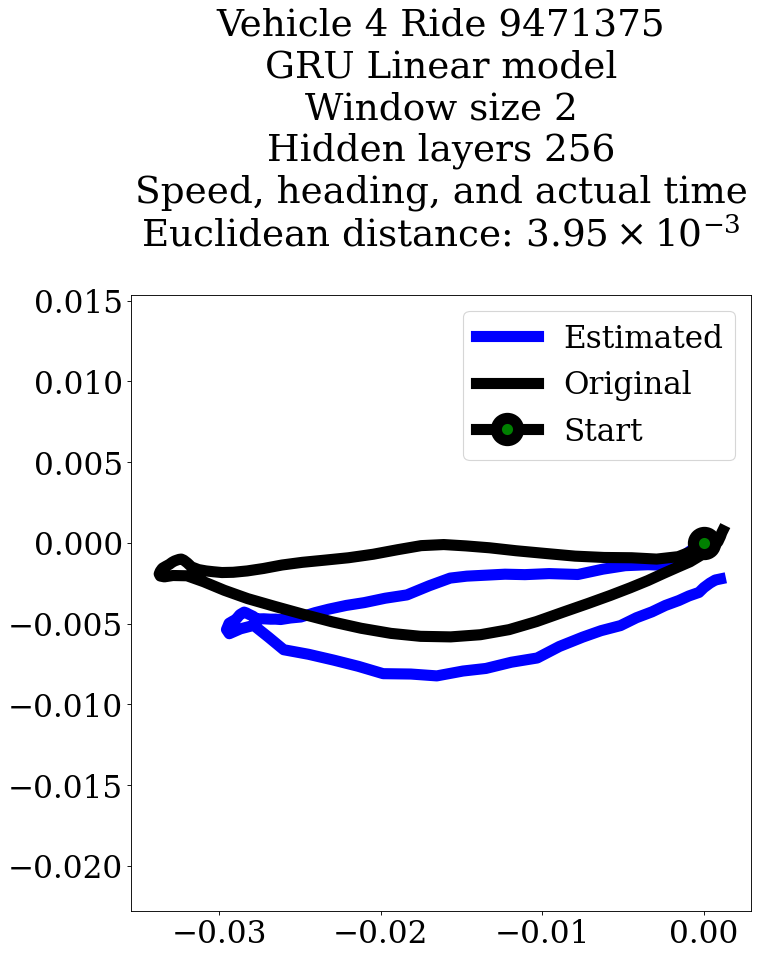 Vehicle 4 Ride 9471375
GRU Linear model
Window size 2
Hidden layers 256
Speed, heading, and actual time
Euclidean distance: 3.95 × 10⁻³
Estimated
Original
Start
0.015
0.010
0.005
0.000
−0.005
−0.010
−0.015
−0.020
−0.03
−0.02
−0.01
0.00